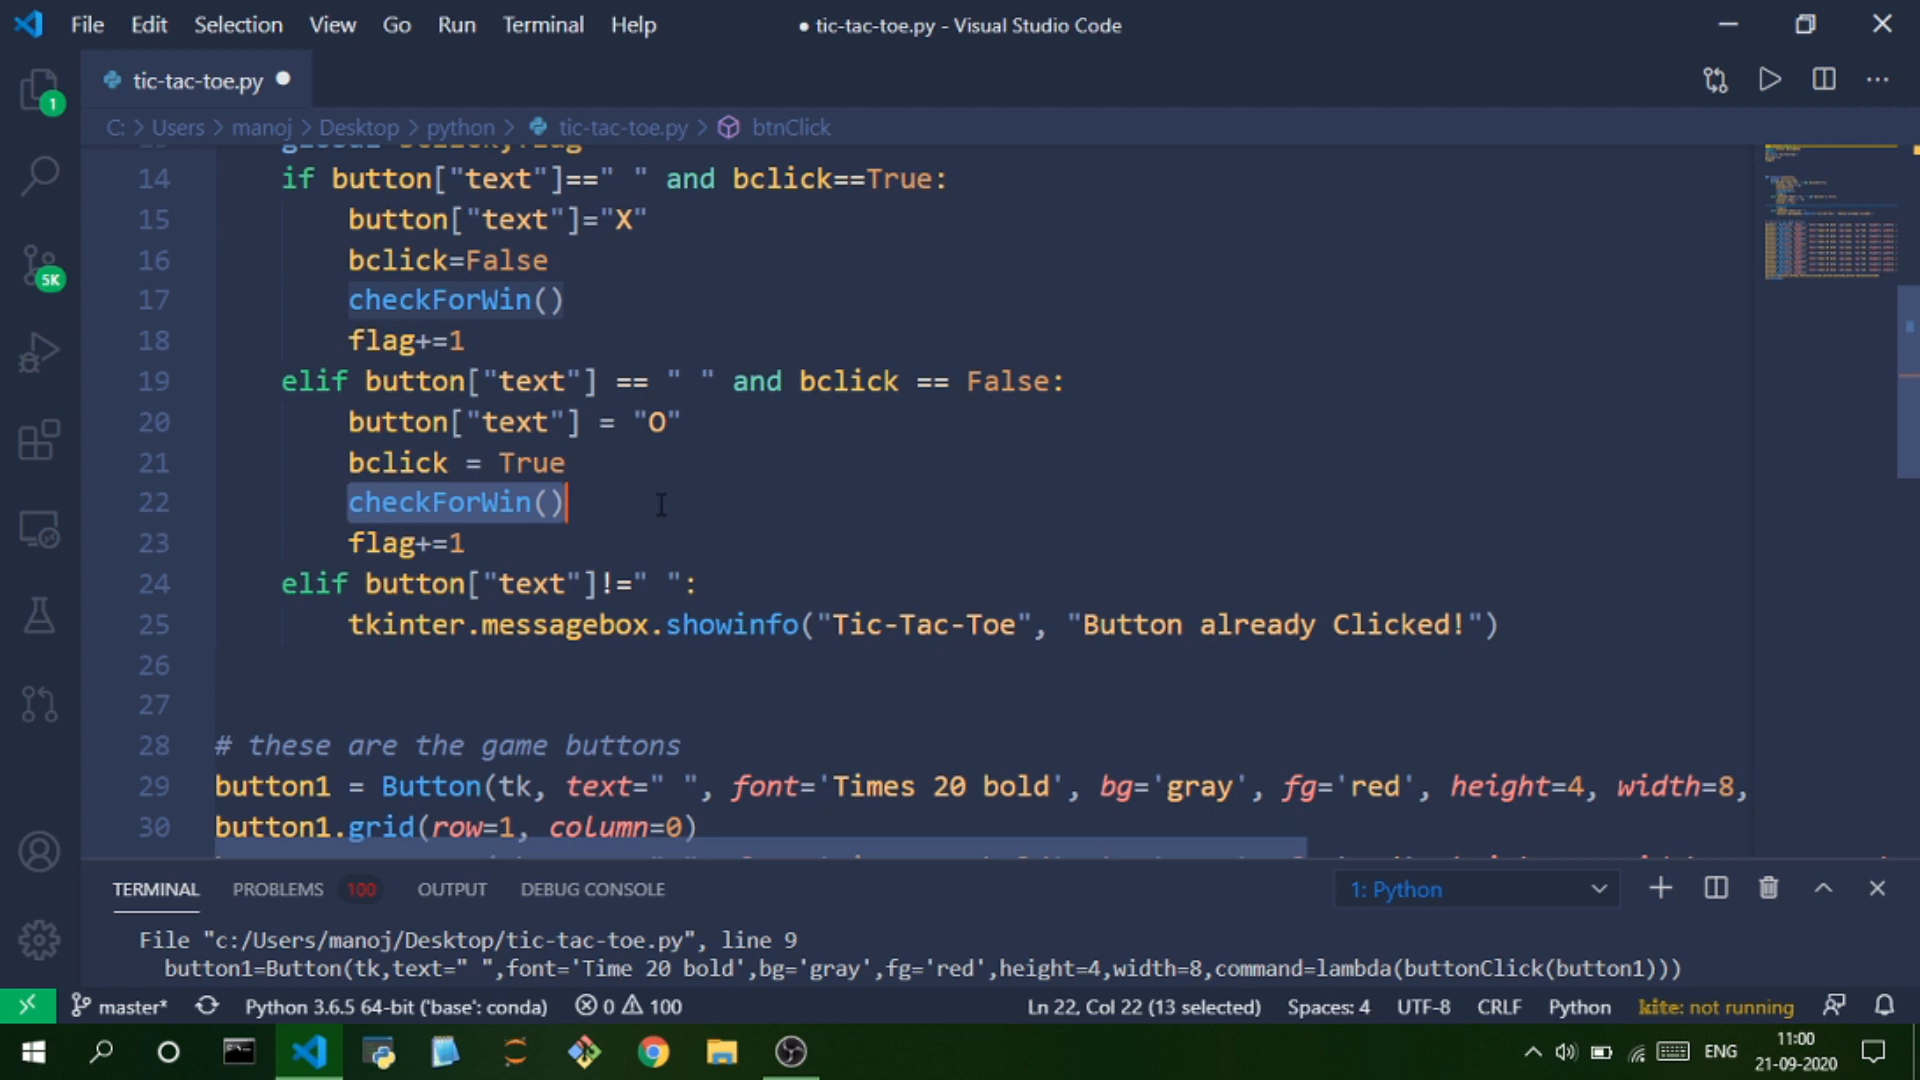 File Edit Selection View Go Run Terminal Help
● tic-tac-toe.py - Visual Studio Code
tic-tac-toe.py
1
C: > Users > manoj > Desktop > python > tic-tac-toe.py > btnClick
14 if button["text"]==" " and bclick==True:
15 button["text"]="X"
16 bclick=False
17 checkForWin()
18 flag+=1
19 elif button["text"] == " " and bclick == False:
20 button["text"] = "O"
21 bclick = True
22 checkForWin()
23 flag+=1
24 elif button["text"]!=" ":
25 tkinter.messagebox.showinfo("Tic-Tac-Toe", "Button already Clicked!")
26
27
28 # these are the game buttons
29 button1 = Button(tk, text=" ", font='Times 20 bold', bg='gray', fg='red', height=4, width=8,
30 button1.grid(row=1, column=0)
5K
TERMINAL PROBLEMS 100 OUTPUT DEBUG CONSOLE 1: Python
File "c:/Users/manoj/Desktop/tic-tac-toe.py", line 9
button1=Button(tk,text=" ",font='Time 20 bold',bg='gray',fg='red',height=4,width=8,command=lambda(buttonClick(button1)))
master* Python 3.6.5 64-bit ('base': conda) 0 100 Ln 22, Col 22 (13 selected) Spaces: 4 UTF-8 CRLF Python kite: not running
ENG 11:00
21-09-2020